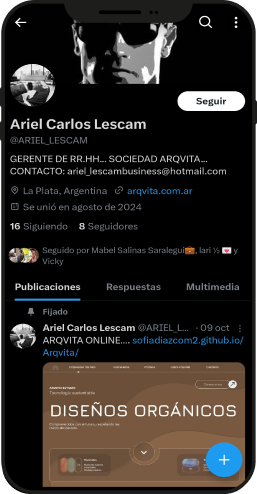 Seguir
Ariel Carlos Lescam
@ARIEL_LESCAM
GERENTE DE RR.HH... SOCIEDAD ARQVITA...
CONTACTO: ariel_lescambusiness@hotmail.com
La Plata, Argentina arqvita.com.ar
Se unió en agosto de 2024
16 Siguiendo 8 Seguidores
Seguido por Mabel Salinas Saralegui💼, lari ½ 💌 y
Vicky
Publicaciones Respuestas Multimedia
Fijado
Ariel Carlos Lescam @ARIEL_L... · 09 oct
ARQVITA ONLINE.... sofiadiazcom2.github.io/
Arqvita/
DISEÑOS ORGÁNICOS